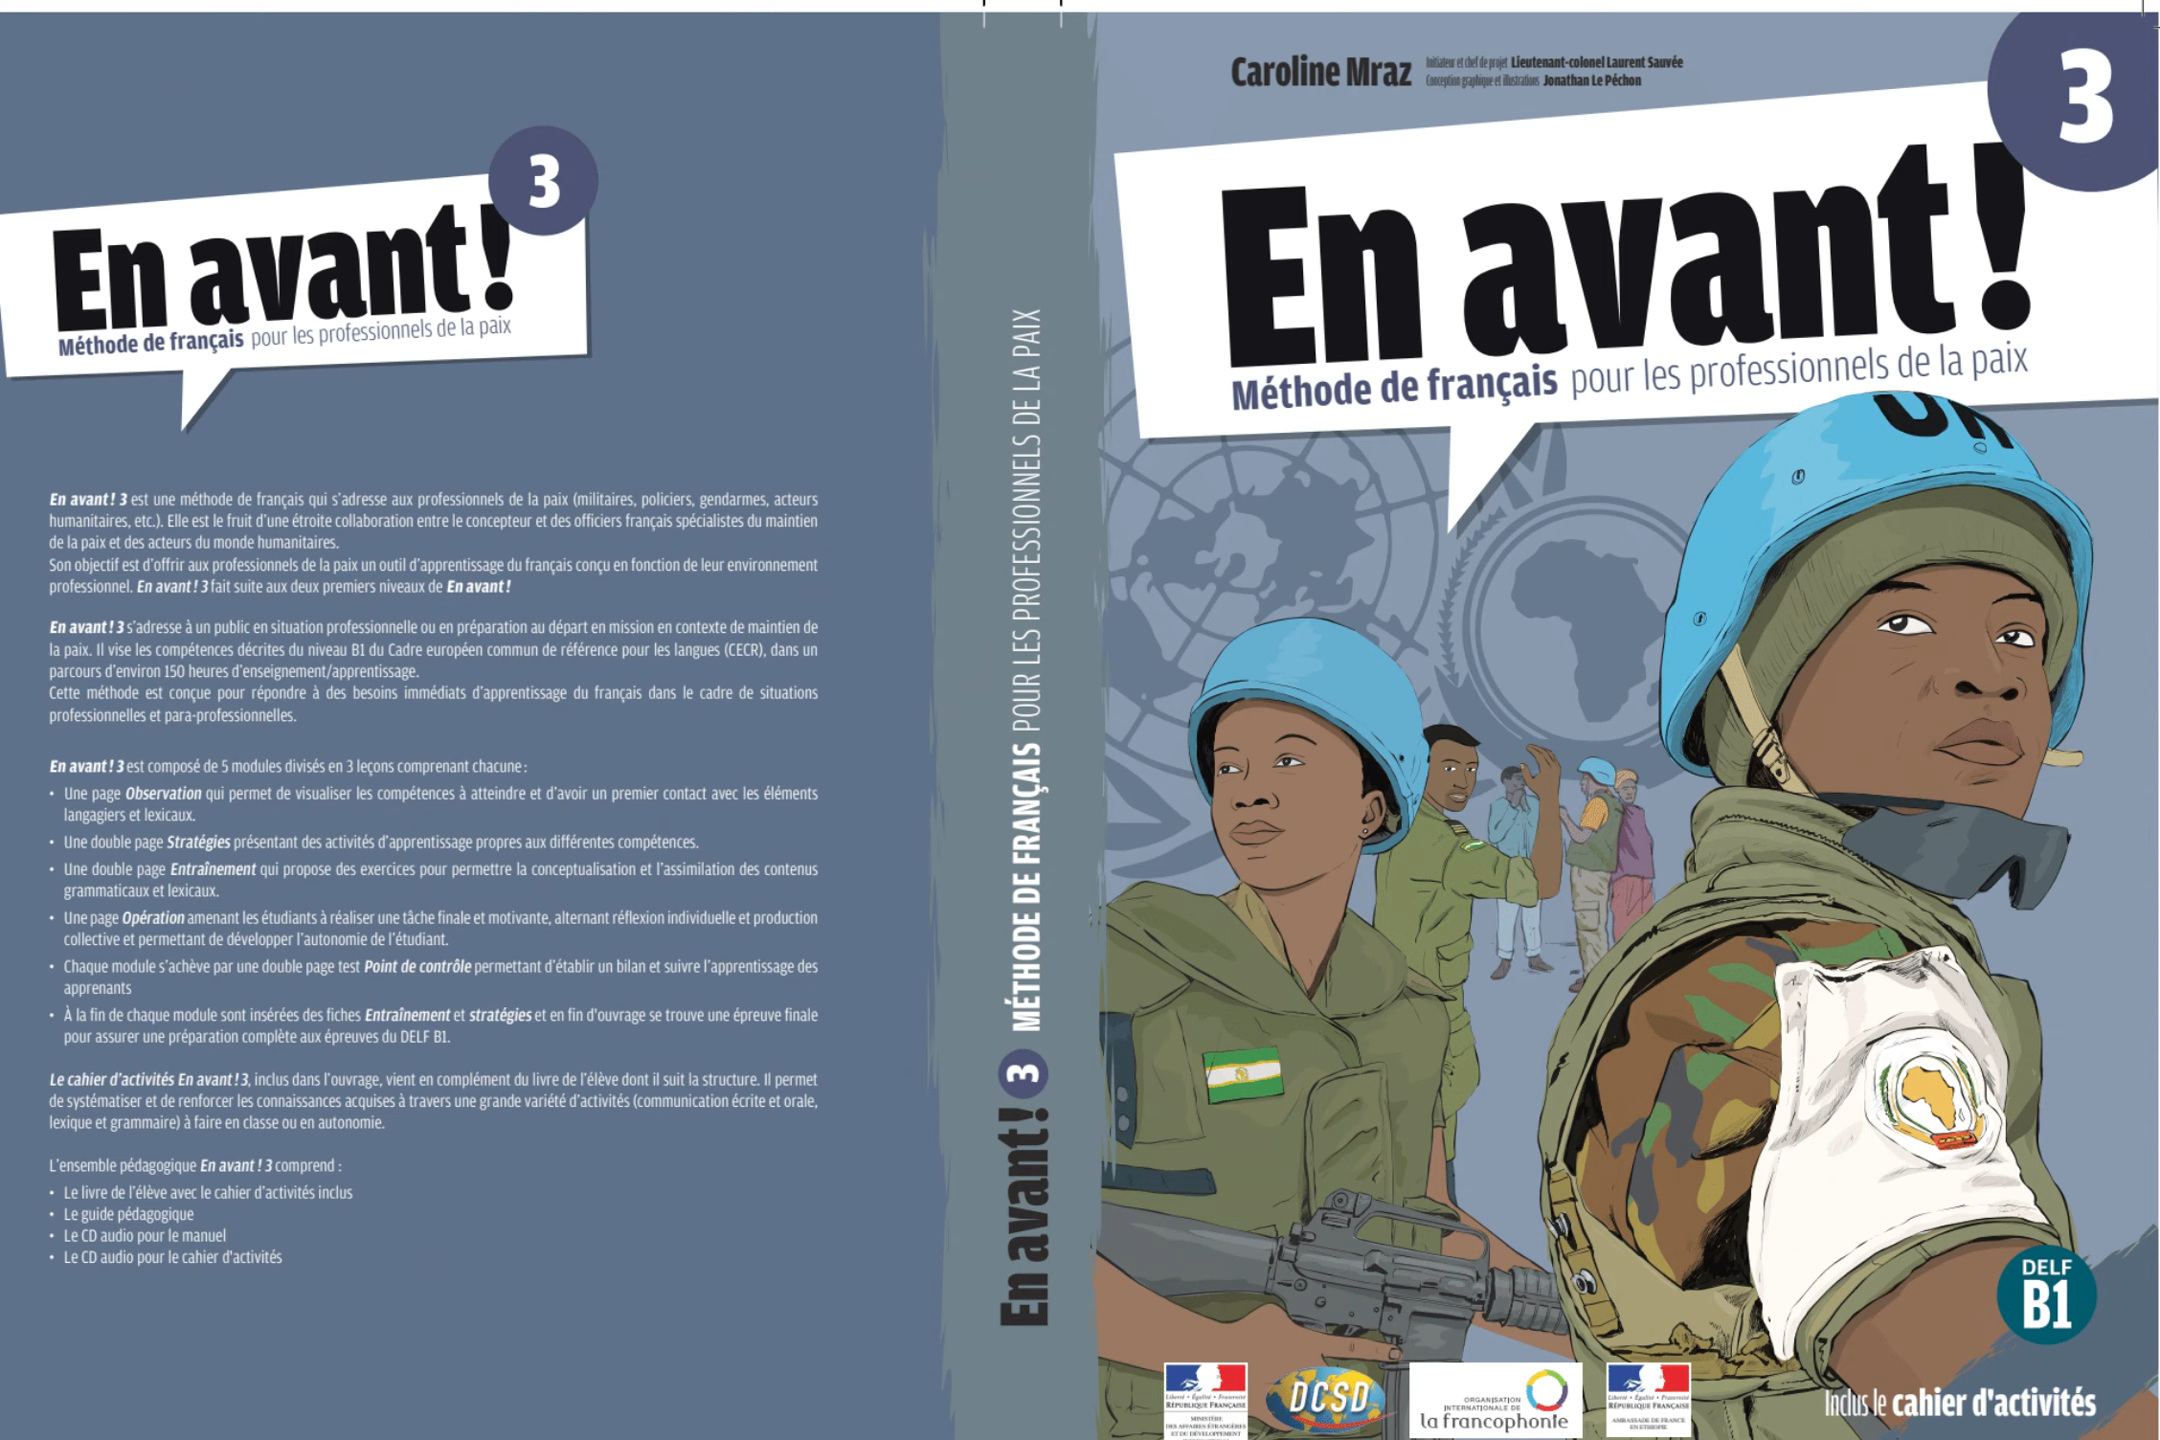 En avant!
3
Méthode de français pour les professionnels de la paix
En avant! 3 est une méthode de français qui s'adresse aux professionnels de la paix (militaires, policiers, gendarmes, acteurs
humanitaires, etc.). Elle est le fruit d'une étroite collaboration entre le concepteur et des officiers français spécialistes du maintien
de la paix et des acteurs du monde humanitaires.
Son objectif est d'offrir aux professionnels de la paix un outil d'apprentissage du français conçu en fonction de leur environnement
professionnel. En avant! 3 fait suite aux deux premiers niveaux de En avant!
En avant! 3 s'adresse à un public en situation professionnelle ou en préparation au départ en mission en contexte de maintien de
la paix. Il vise les compétences décrites du niveau B1 du Cadre européen commun de référence pour les langues (CECR), dans un
parcours d'environ 150 heures d'enseignement/apprentissage.
Cette méthode est conçue pour répondre à des besoins immédiats d'apprentissage du français dans le cadre de situations
professionnelles et para-professionnelles.
En avant! 3 est composé de 5 modules divisés en 3 leçons comprenant chacune :
• Une page Observation qui permet de visualiser les compétences à atteindre et d'avoir un premier contact avec les éléments
langagiers et lexicaux.
• Une double page Stratégies présentant des activités d'apprentissage propres aux différentes compétences.
• Une double page Entraînement qui propose des exercices pour permettre la conceptualisation et l'assimilation des contenus
grammaticaux et lexicaux.
• Une page Opération amenant les étudiants à réaliser une tâche finale et motivante, alternant réflexion individuelle et production
collective et permettant de développer l'autonomie de l'étudiant.
• Chaque module s'achève par une double page test Point de contrôle permettant d'établir un bilan et suivre l'apprentissage des
apprenants
• À la fin de chaque module sont insérées des fiches Entraînement et stratégies et en fin d'ouvrage se trouve une épreuve finale
pour assurer une préparation complète aux épreuves du DELF B1.
Le cahier d'activités En avant! 3, inclus dans l'ouvrage, vient en complément du livre de l'élève dont il suit la structure. Il permet
de systématiser et de renforcer les connaissances acquises à travers une grande variété d'activités (communication écrite et orale,
lexique et grammaire) à faire en classe ou en autonomie.
L'ensemble pédagogique En avant ! 3 comprend :
• Le livre de l'élève avec le cahier d'activités inclus
• Le guide pédagogique
• Le CD audio pour le manuel
• Le CD audio pour le cahier d'activités
En avant! 3 MÉTHODE DE FRANÇAIS POUR LES PROFESSIONNELS DE LA PAIX
Caroline Mraz
Initiateur et chef de projet Lieutenant-colonel Laurent Sauvée
Conception graphique et illustrations Jonathan Le Péchon
3
En avant!
Méthode de français pour les professionnels de la paix
UN
DELF
B1
Inclus le cahier d'activités
Liberté • Égalité • Fraternité
RÉPUBLIQUE FRANÇAISE
MINISTÈRE
DES AFFAIRES ÉTRANGÈRES
ET DU DÉVELOPPEMENT
DCSD
ORGANISATION
INTERNATIONALE DE
la francophonie
Liberté • Égalité • Fraternité
RÉPUBLIQUE FRANÇAISE
AMBASSADE DE FRANCE
EN ETHIOPIE